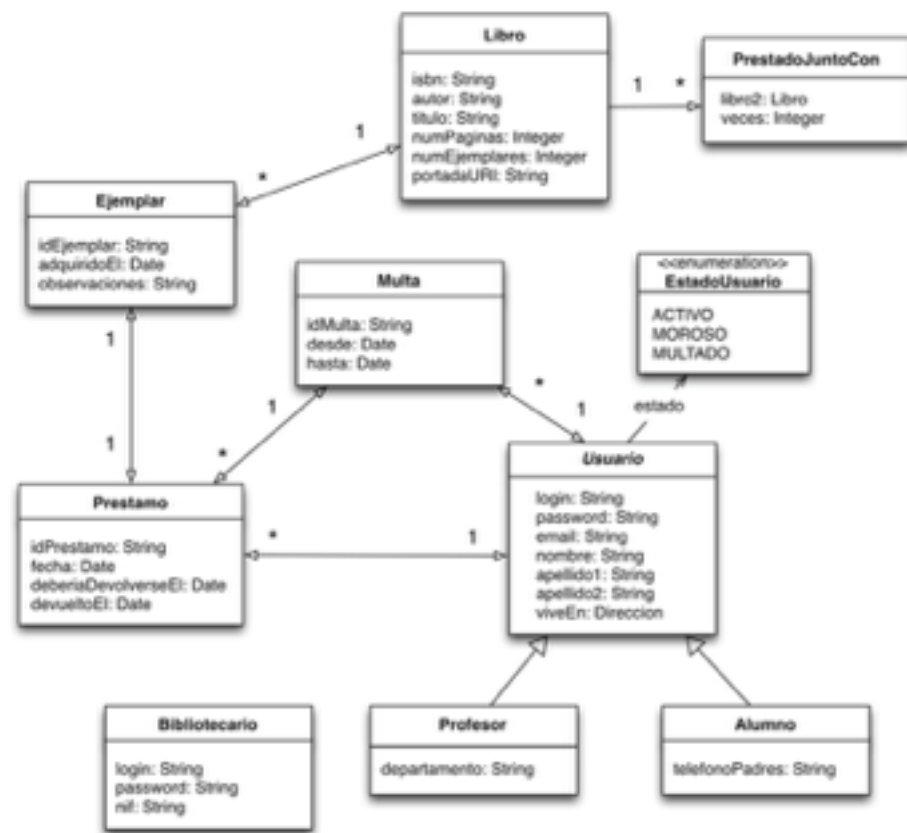 Libro
isbn: String
autor: String
titulo: String
numPaginas: Integer
numEjemplares: Integer
portadaURI: String
1
*
PrestadoJuntoCon
libro2: Libro
veces: Integer
1
*
Ejemplar
idEjemplar: String
adquiridoEl: Date
observaciones: String
Multa
idMulta: String
desde: Date
hasta: Date
<<enumeration>>
EstadoUsuario
ACTIVO
MOROSO
MULTADO
estado
1
1
1
*
*
1
Prestamo
idPrestamo: String
fecha: Date
deberiaDevolverseEl: Date
devueltoEl: Date
*
1
Usuario
login: String
password: String
email: String
nombre: String
apellido1: String
apellido2: String
viveEn: Direccion
Bibliotecario
login: String
password: String
nif: String
Profesor
departamento: String
Alumno
telefonoPadres: String